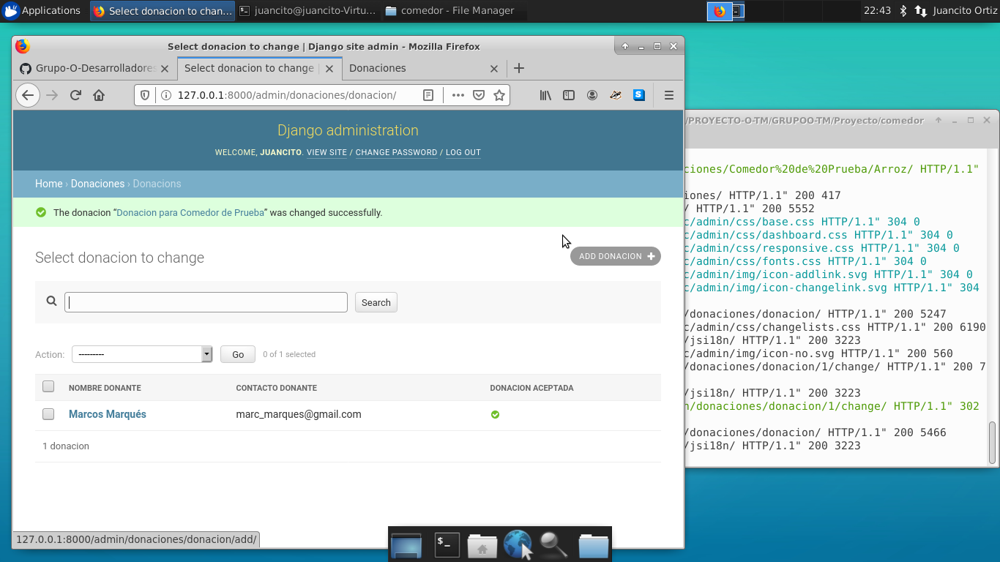 Applications
Select donacion to chan...
juancito@juancito-Virtu...
comedor - File Manager
22:43
Juancito Ortiz
Select donacion to change | Django site admin - Mozilla Firefox
Grupo-O-Desarrolladores
Select donacion to change |
Donaciones
127.0.0.1:8000/admin/donaciones/donacion/
Django administration
WELCOME, JUANCITO. VIEW SITE / CHANGE PASSWORD / LOG OUT
Home › Donaciones › Donacions
The donacion “Donacion para Comedor de Prueba” was changed successfully.
Select donacion to change
ADD DONACION
Search
Action:
---------
Go
0 of 1 selected
NOMBRE DONANTE
CONTACTO DONANTE
DONACION ACEPTADA
Marcos Marqués
marc_marques@gmail.com
1 donacion
127.0.0.1:8000/admin/donaciones/donacion/add/
/PROYECTO-O-TM/GRUPOO-TM/Proyecto/comedor
ciones/Comedor%20de%20Prueba/Arroz/ HTTP/1.1"
iones/ HTTP/1.1" 200 417
/ HTTP/1.1" 200 5552
c/admin/css/base.css HTTP/1.1" 304 0
c/admin/css/dashboard.css HTTP/1.1" 304 0
c/admin/css/responsive.css HTTP/1.1" 304 0
c/admin/css/fonts.css HTTP/1.1" 304 0
c/admin/img/icon-addlink.svg HTTP/1.1" 304 0
c/admin/img/icon-changelink.svg HTTP/1.1" 304
/donaciones/donacion/ HTTP/1.1" 200 5247
c/admin/css/changelists.css HTTP/1.1" 200 6190
/jsi18n/ HTTP/1.1" 200 3223
c/admin/img/icon-no.svg HTTP/1.1" 200 560
/donaciones/donacion/1/change/ HTTP/1.1" 200 7
/jsi18n/ HTTP/1.1" 200 3223
n/donaciones/donacion/1/change/ HTTP/1.1" 302
/donaciones/donacion/ HTTP/1.1" 200 5466
/jsi18n/ HTTP/1.1" 200 3223